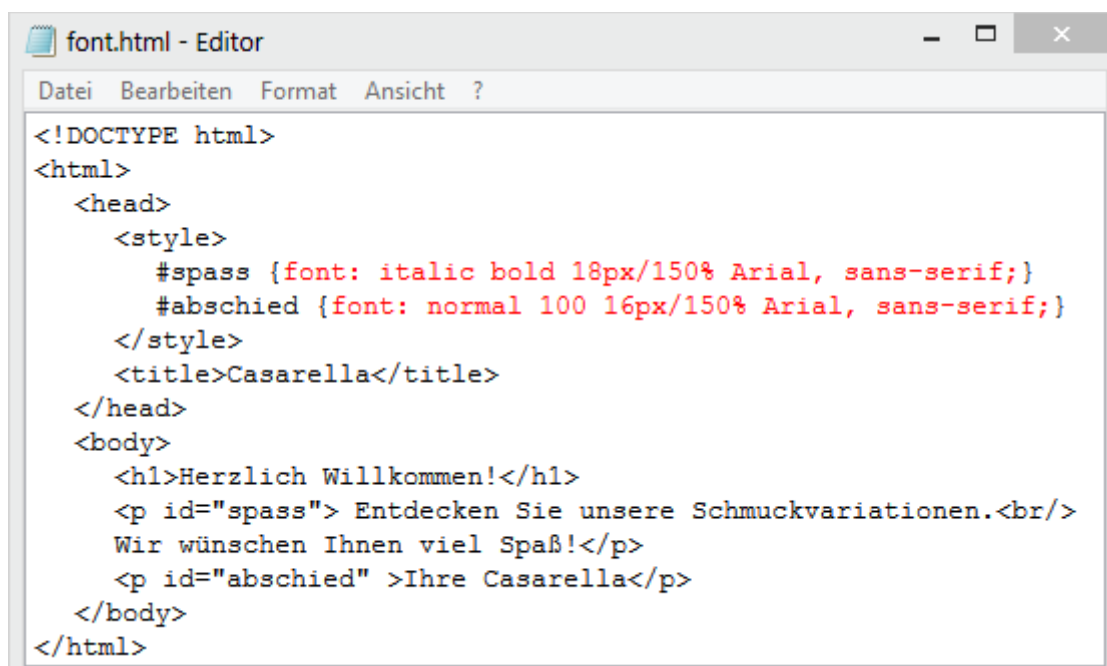 font.html - Editor
Datei Bearbeiten Format Ansicht ?
<!DOCTYPE html>
<html>
<head>
<style>
#spass {font: italic bold 18px/150% Arial, sans-serif;}
#abschied {font: normal 100 16px/150% Arial, sans-serif;}
</style>
<title>Casarella</title>
</head>
<body>
<h1>Herzlich Willkommen!</h1>
<p id="spass"> Entdecken Sie unsere Schmuckvariationen.<br/>
Wir wünschen Ihnen viel Spaß!</p>
<p id="abschied" >Ihre Casarella</p>
</body>
</html>